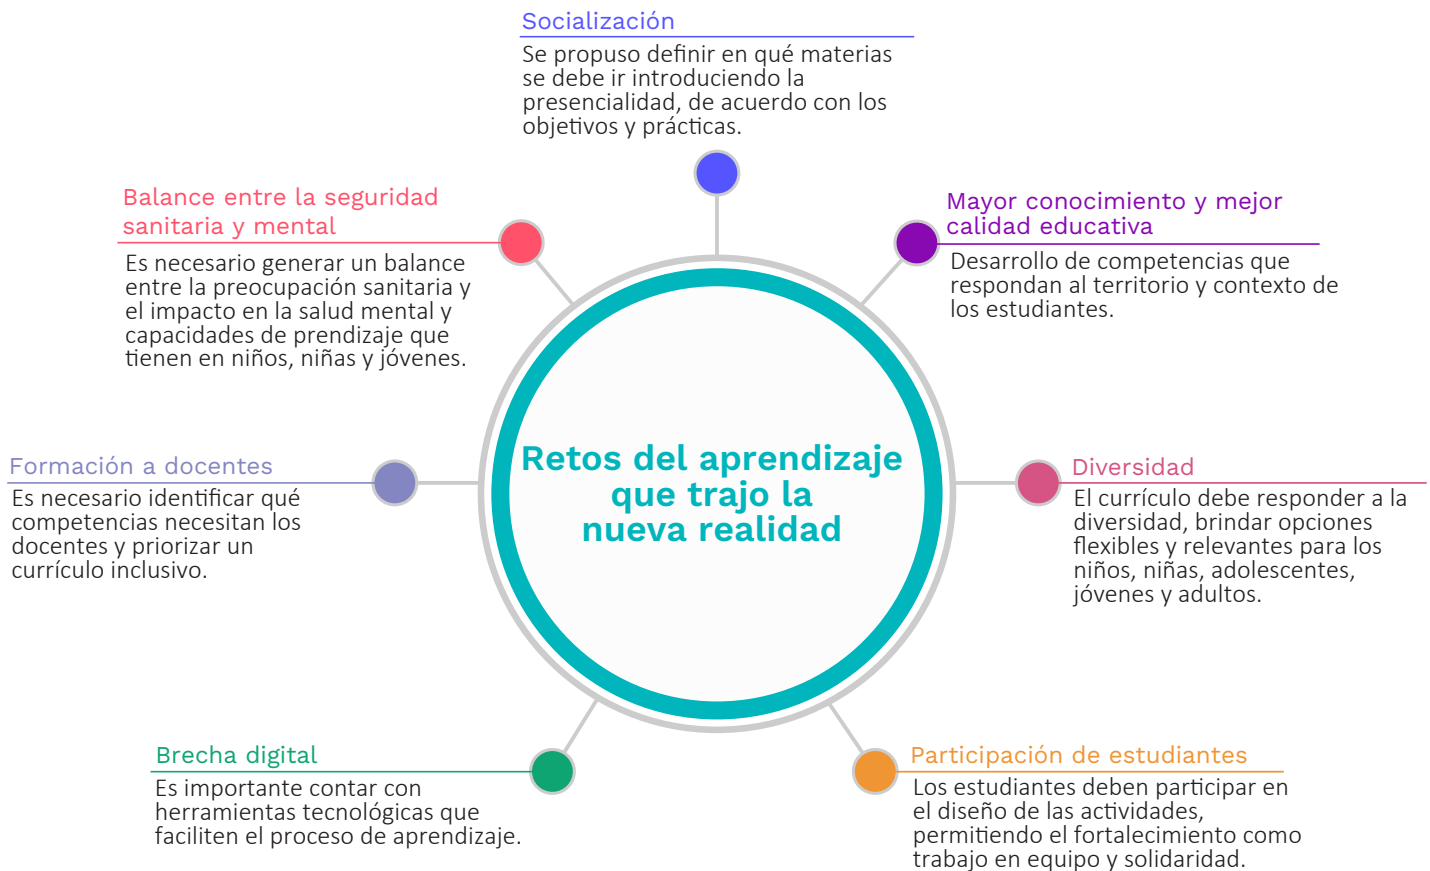 Socialización
Se propuso definir en qué materias
se debe ir introduciendo la
presencialidad, de acuerdo con los
objetivos y prácticas.
Balance entre la seguridad
sanitaria y mental
Es necesario generar un balance
entre la preocupación sanitaria y
el impacto en la salud mental y
capacidades de prendizaje que
tienen en niños, niñas y jóvenes.
Mayor conocimiento y mejor
calidad educativa
Desarrollo de competencias que
respondan al territorio y contexto de
los estudiantes.
Retos del aprendizaje
que trajo la
nueva realidad
Formación a docentes
Es necesario identificar qué
competencias necesitan los
docentes y priorizar un
currículo inclusivo.
Diversidad
El currículo debe responder a la
diversidad, brindar opciones
flexibles y relevantes para los
niños, niñas, adolescentes,
jóvenes y adultos.
Brecha digital
Es importante contar con
herramientas tecnológicas que
faciliten el proceso de aprendizaje.
Participación de estudiantes
Los estudiantes deben participar en
el diseño de las actividades,
permitiendo el fortalecimiento como
trabajo en equipo y solidaridad.